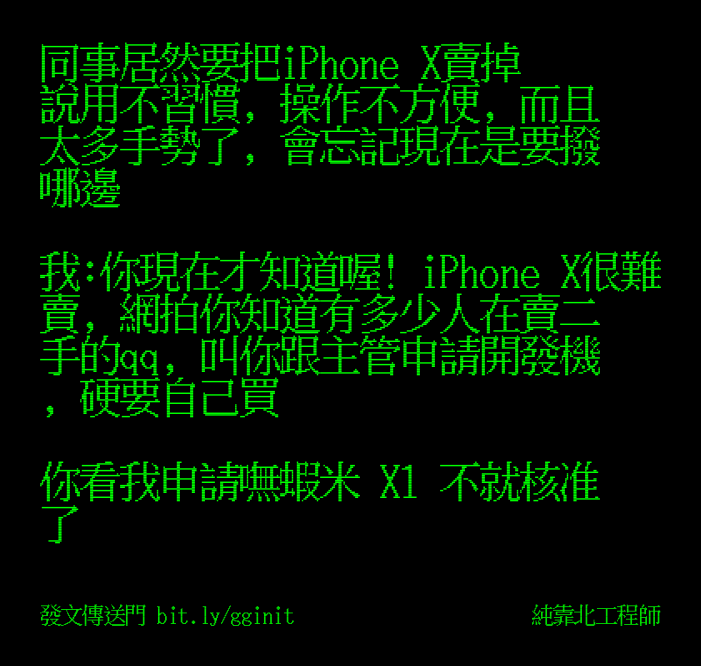 同事居然要把iPhone X賣掉
說用不習慣, 操作不方便, 而且
太多手勢了, 會忘記現在是要撥
哪邊
我:你現在才知道喔! iPhone X很難
賣, 網拍你知道有多少人在賣二
手的qq, 叫你跟主管申請開發機
, 硬要自己買
你看我申請嘸蝦米 X1 不就核准
了
發文傳送門 bit.ly/gginit
純靠北工程師